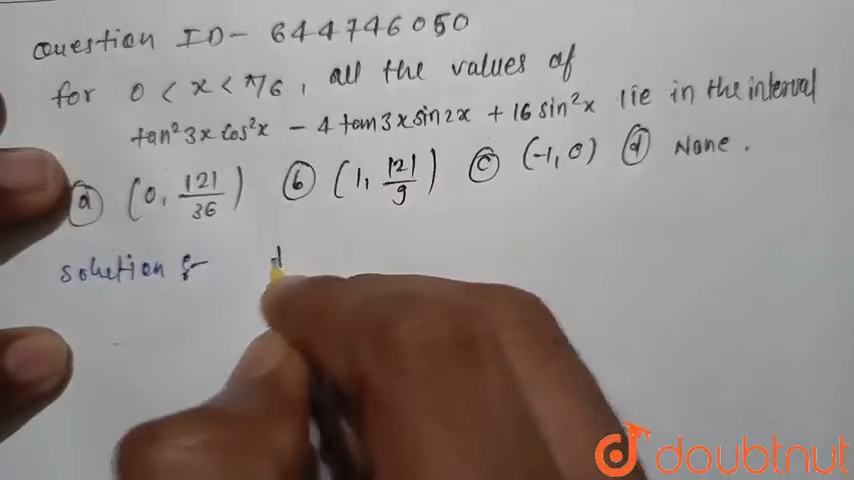 Question ID - 644746050
for 0 < x < π/6, all the values of
tan²3x cos²x - 4 tan3x sin2x + 16 sin²x lie in the interval
ⓐ (0, 121/36) ⓑ (1, 121/9) ⓒ (-1, 0) ⓓ None.
solution :-
doubtnut